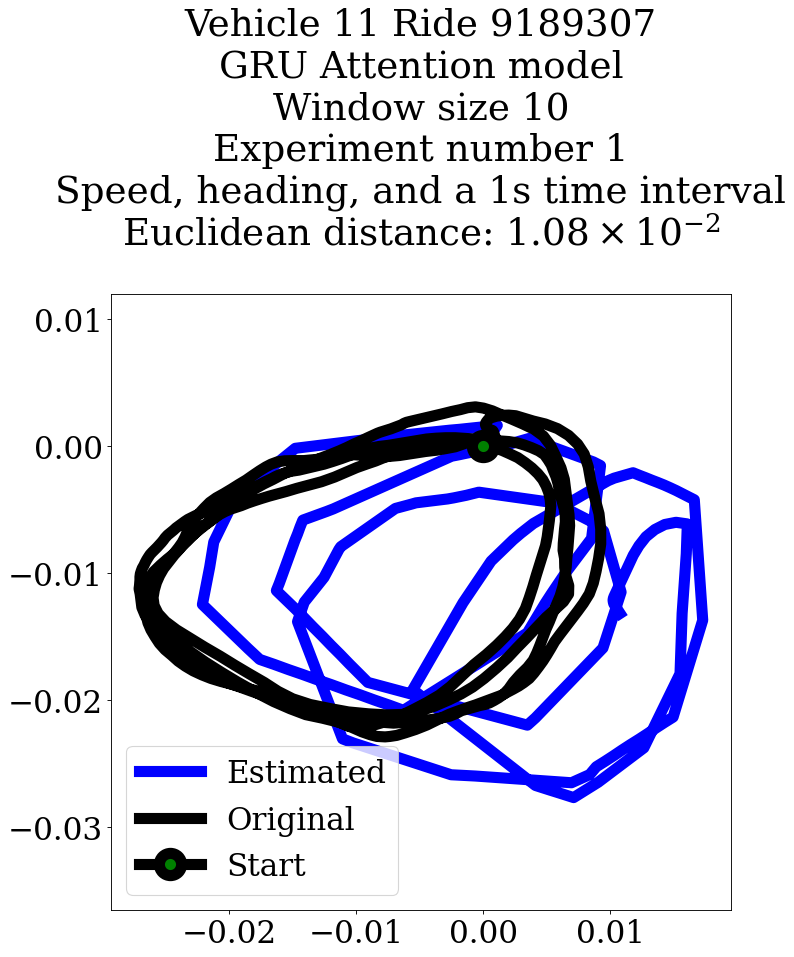 Vehicle 11 Ride 9189307
GRU Attention model
Window size 10
Experiment number 1
Speed, heading, and a 1s time interval
Euclidean distance: 1.08 × 10⁻²
0.01
0.00
−0.01
−0.02
−0.03
Estimated
Original
Start
−0.02 −0.01 0.00 0.01